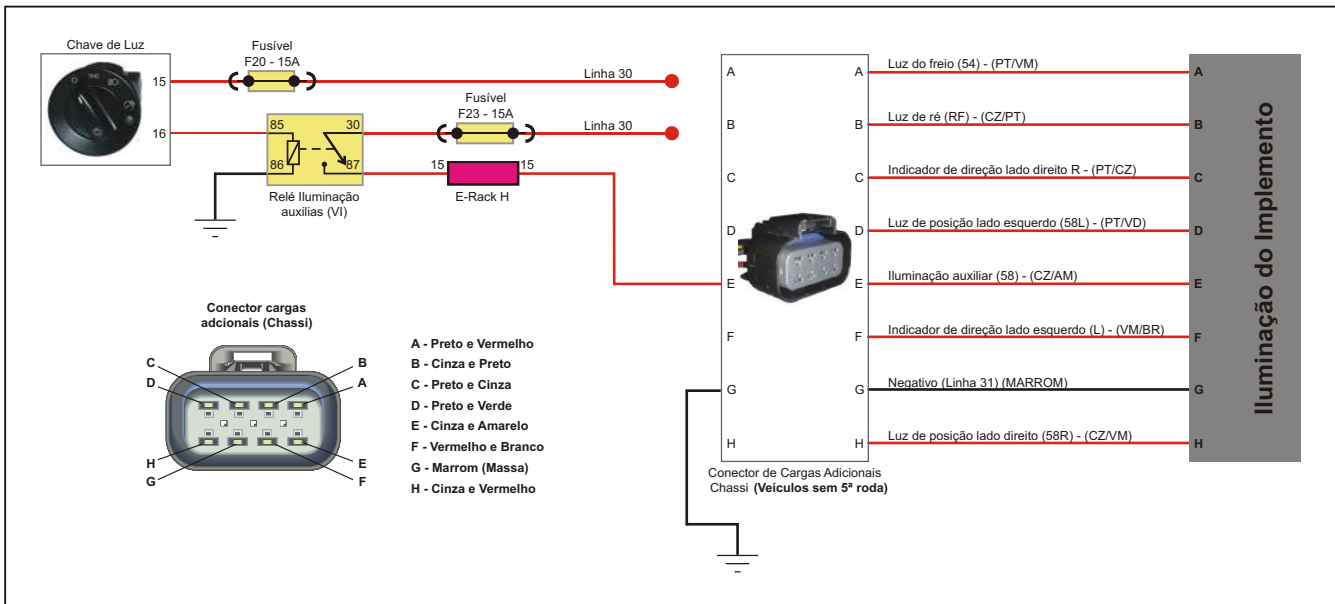 Chave de Luz
15
16
Fusível
F20 - 15A
Linha 30
Fusível
F23 - 15A
Linha 30
85
30
86
87
Relé Iluminação
auxilias (VI)
15
15
E-Rack H
Conector cargas
adcionais (Chassi)
C
D
B
A
H
G
E
F
A - Preto e Vermelho
B - Cinza e Preto
C - Preto e Cinza
D - Preto e Verde
E - Cinza e Amarelo
F - Vermelho e Branco
G - Marrom (Massa)
H - Cinza e Vermelho
A
B
C
D
E
F
G
H
A
B
C
D
E
F
G
H
Conector de Cargas Adicionais
Chassi (Veículos sem 5ª roda)
Luz do freio (54) - (PT/VM)
Luz de ré (RF) - (CZ/PT)
Indicador de direção lado direito R - (PT/CZ)
Luz de posição lado esquerdo (58L) - (PT/VD)
Iluminação auxiliar (58) - (CZ/AM)
Indicador de direção lado esquerdo (L) - (VM/BR)
Negativo (Linha 31) (MARROM)
Luz de posição lado direito (58R) - (CZ/VM)
A
B
C
D
E
F
G
H
Iluminação do Implemento